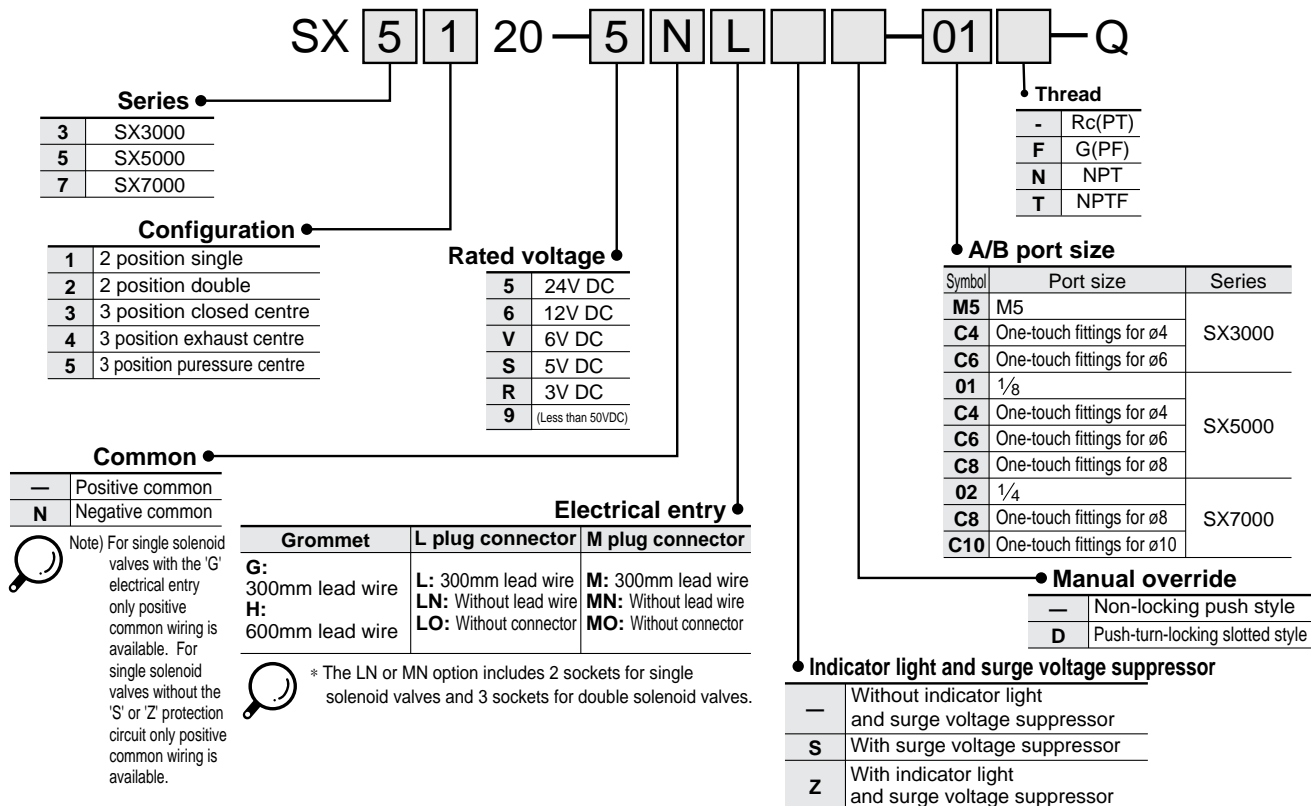 SX 5 1 20 — 5 N L — 01 — Q
Series
3 SX3000
5 SX5000
7 SX7000
Configuration
1 2 position single
2 2 position double
3 3 position closed centre
4 3 position exhaust centre
5 3 position puressure centre
Rated voltage
5 24V DC
6 12V DC
V 6V DC
S 5V DC
R 3V DC
9 (Less than 50VDC)
Thread
- Rc(PT)
F G(PF)
N NPT
T NPTF
A/B port size
Symbol Port size Series
M5 M5
C4 One-touch fittings for ø4 SX3000
C6 One-touch fittings for ø6
01 1⁄8
C4 One-touch fittings for ø4
C6 One-touch fittings for ø6 SX5000
C8 One-touch fittings for ø8
02 1⁄4
C8 One-touch fittings for ø8 SX7000
C10 One-touch fittings for ø10
Common
— Positive common
N Negative common
Note) For single solenoid
valves with the 'G'
electrical entry
only positive
common wiring is
available. For
single solenoid
valves without the
'S' or 'Z' protection
circuit only positive
common wiring is
available.
Electrical entry
Grommet L plug connector M plug connector
G:
300mm lead wire
H:
600mm lead wire
L: 300mm lead wire
LN: Without lead wire
LO: Without connector
M: 300mm lead wire
MN: Without lead wire
MO: Without connector
* The LN or MN option includes 2 sockets for single
solenoid valves and 3 sockets for double solenoid valves.
Manual override
— Non-locking push style
D Push-turn-locking slotted style
Indicator light and surge voltage suppressor
— Without indicator light
and surge voltage suppressor
S With surge voltage suppressor
Z With indicator light
and surge voltage suppressor